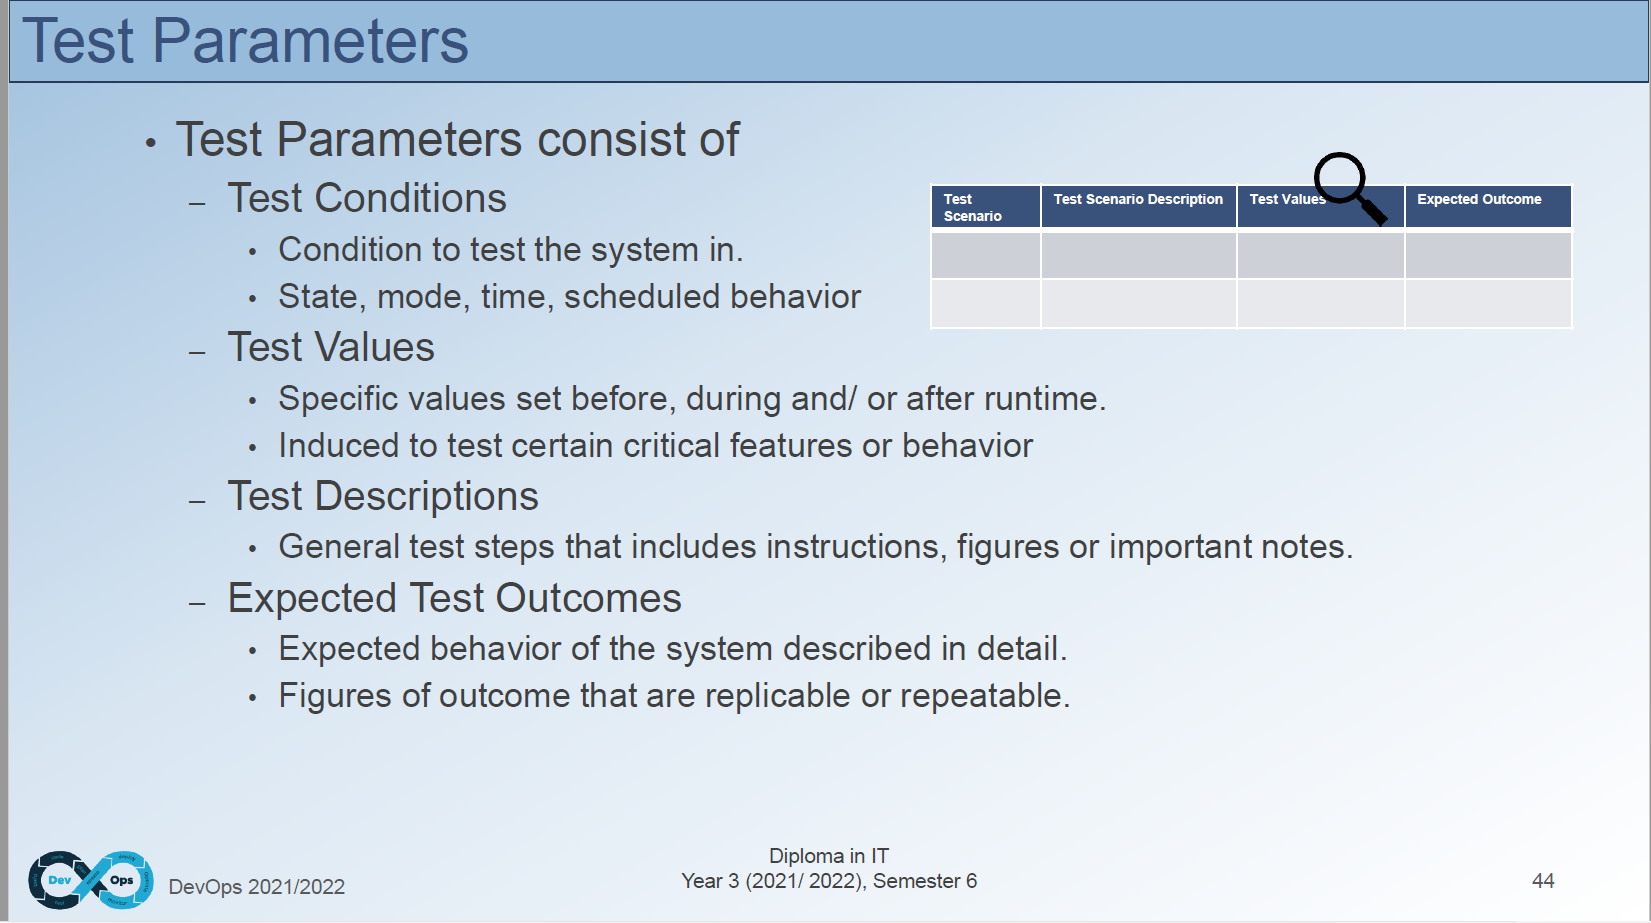 Test Parameters
• Test Parameters consist of
– Test Conditions
• Condition to test the system in.
• State, mode, time, scheduled behavior
– Test Values
• Specific values set before, during and/ or after runtime.
• Induced to test certain critical features or behavior
– Test Descriptions
• General test steps that includes instructions, figures or important notes.
– Expected Test Outcomes
• Expected behavior of the system described in detail.
• Figures of outcome that are replicable or repeatable.
Test
Scenario
Test Scenario Description
Test Values
Expected Outcome
Dev
Ops
DevOps 2021/2022
Diploma in IT
Year 3 (2021/ 2022), Semester 6
44